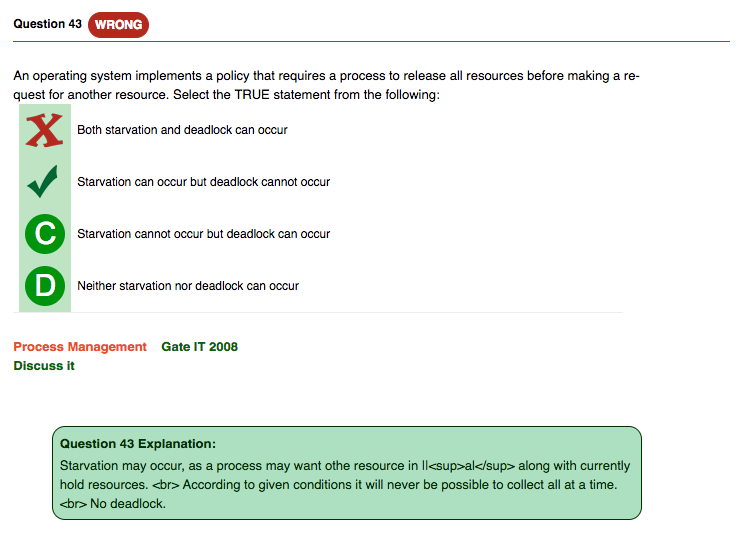 Question 43 WRONG
An operating system implements a policy that requires a process to release all resources before making a re-
quest for another resource. Select the TRUE statement from the following:
X Both starvation and deadlock can occur
✓ Starvation can occur but deadlock cannot occur
C Starvation cannot occur but deadlock can occur
D Neither starvation nor deadlock can occur
Process Management Gate IT 2008
Discuss it
Question 43 Explanation:
Starvation may occur, as a process may want othe resource in ||<sup>al</sup> along with currently
hold resources. <br> According to given conditions it will never be possible to collect all at a time.
<br> No deadlock.